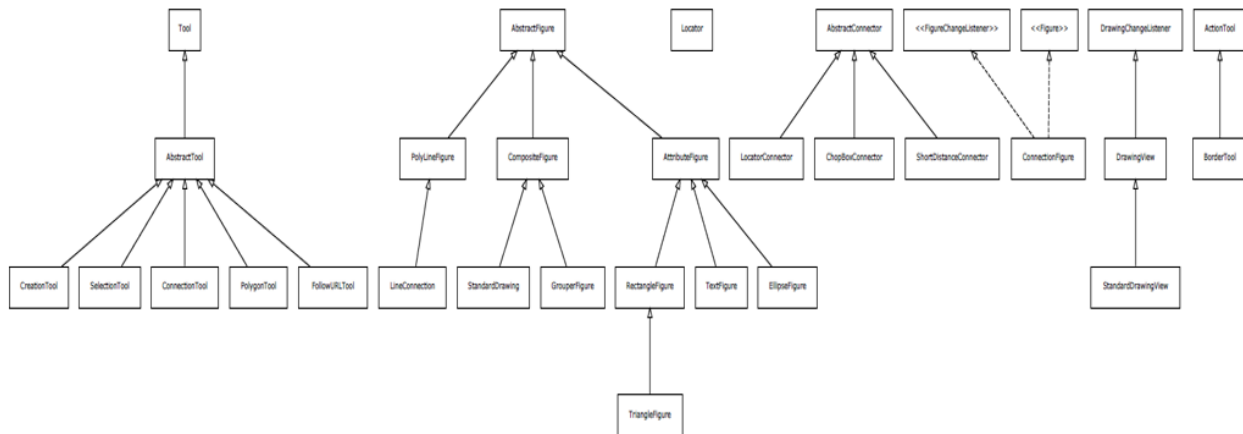 Tool
AbstractFigure
Locator
AbstractConnector
<<FigureChangeListener>>
<<Figure>>
DrawingChangeListener
ActionTool
AbstractTool
PolyLineFigure
CompositeFigure
AttributeFigure
LocatorConnector
ChopBoxConnector
ShortDistanceConnector
ConnectionFigure
DrawingView
BorderTool
CreationTool
SelectionTool
ConnectionTool
PolygonTool
FollowURLTool
LineConnection
StandardDrawing
GrouperFigure
RectangleFigure
TextFigure
EllipseFigure
StandardDrawingView
TriangleFigure